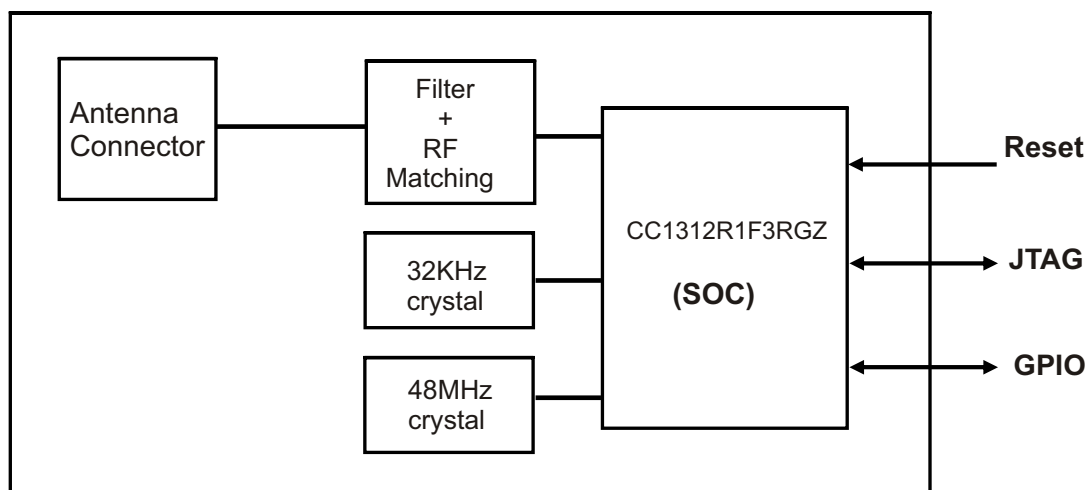 Antenna
Connector
Filter
+
RF
Matching
32KHz
crystal
48MHz
crystal
CC1312R1F3RGZ
(SOC)
Reset
JTAG
GPIO